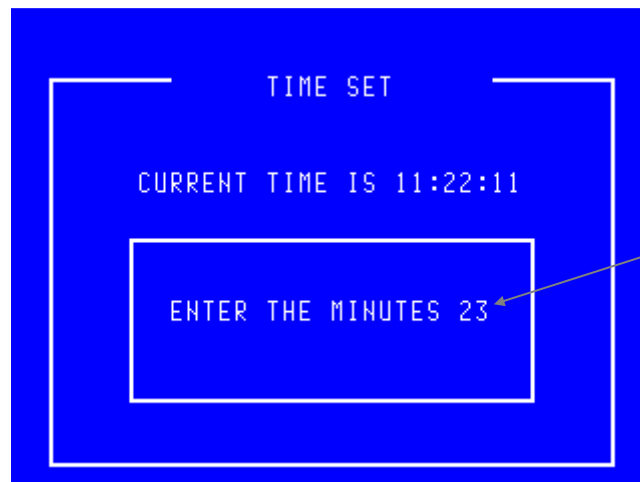 TIME SET
CURRENT TIME IS 11:22:11
ENTER THE MINUTES 23